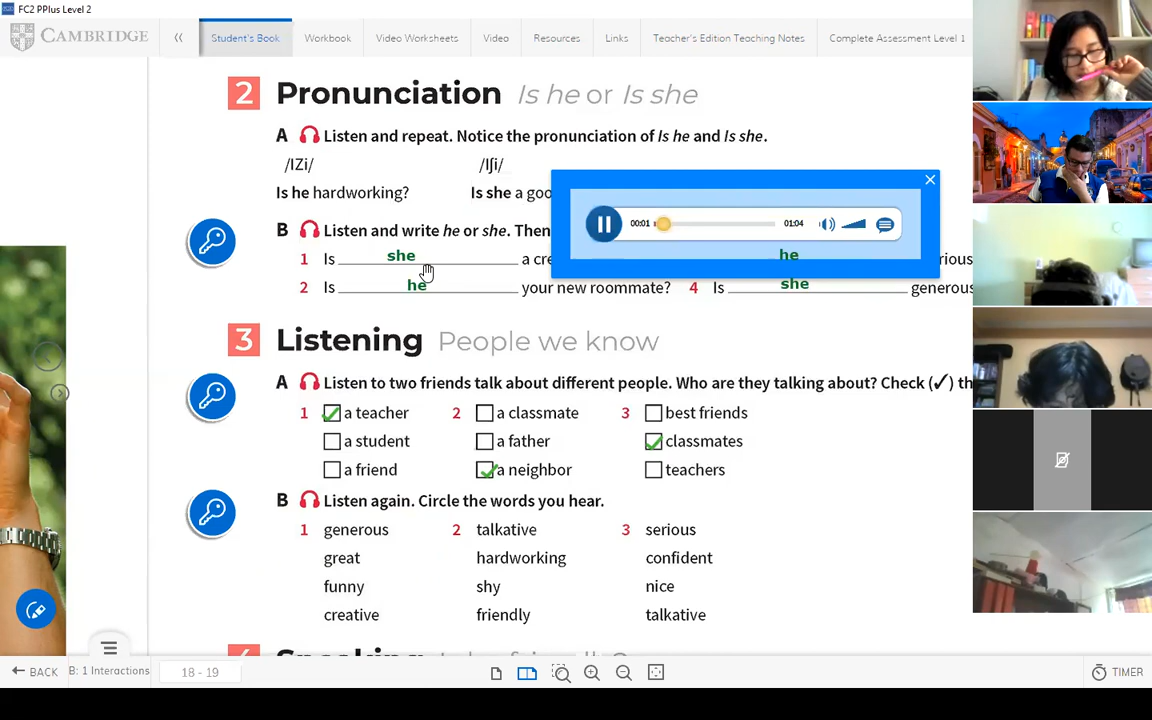 FC2 PPlus Level 2
CAMBRIDGE
Student's Book Workbook Video Worksheets Video Resources Links Teacher's Edition Teaching Notes Complete Assessment Level 1
2 Pronunciation Is he or Is she
A Listen and repeat. Notice the pronunciation of Is he and Is she.
/IZi/ /Iʃi/
Is he hardworking? Is she a goo
00:01 01:04
B Listen and write he or she. Then
1 Is she a cre he rious
2 Is he your new roommate? 4 Is she generous
3 Listening People we know
A Listen to two friends talk about different people. Who are they talking about? Check (✓) th
1 a teacher 2 a classmate 3 best friends
a student a father classmates
a friend a neighbor teachers
B Listen again. Circle the words you hear.
1 generous 2 talkative 3 serious
great hardworking confident
funny shy nice
creative friendly talkative
BACK B: 1 Interactions 18 - 19 TIMER